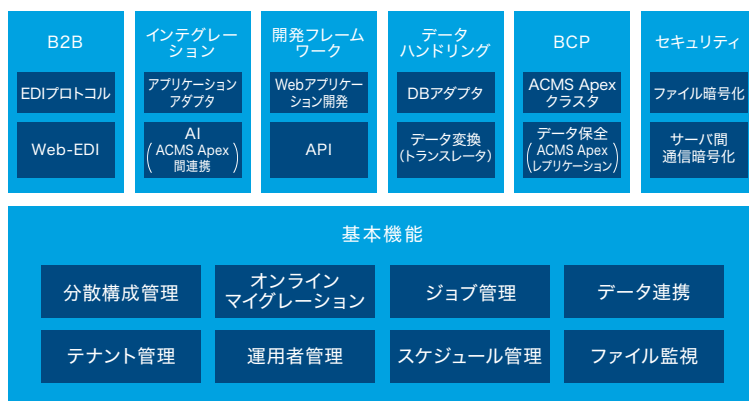 B2B
EDIプロトコル
Web-EDI
インテグレー
ション
アプリケーション
アダプタ
AI
(ACMS Apex
間連携)
開発フレーム
ワーク
Webアプリケー
ション開発
API
データ
ハンドリング
DBアダプタ
データ変換
(トランスレータ)
BCP
ACMS Apex
クラスタ
データ保全
(ACMS Apex
レプリケーション)
セキュリティ
ファイル暗号化
サーバ間
通信暗号化
基本機能
分散構成管理
オンライン
マイグレーション
ジョブ管理
データ連携
テナント管理
運用者管理
スケジュール管理
ファイル監視